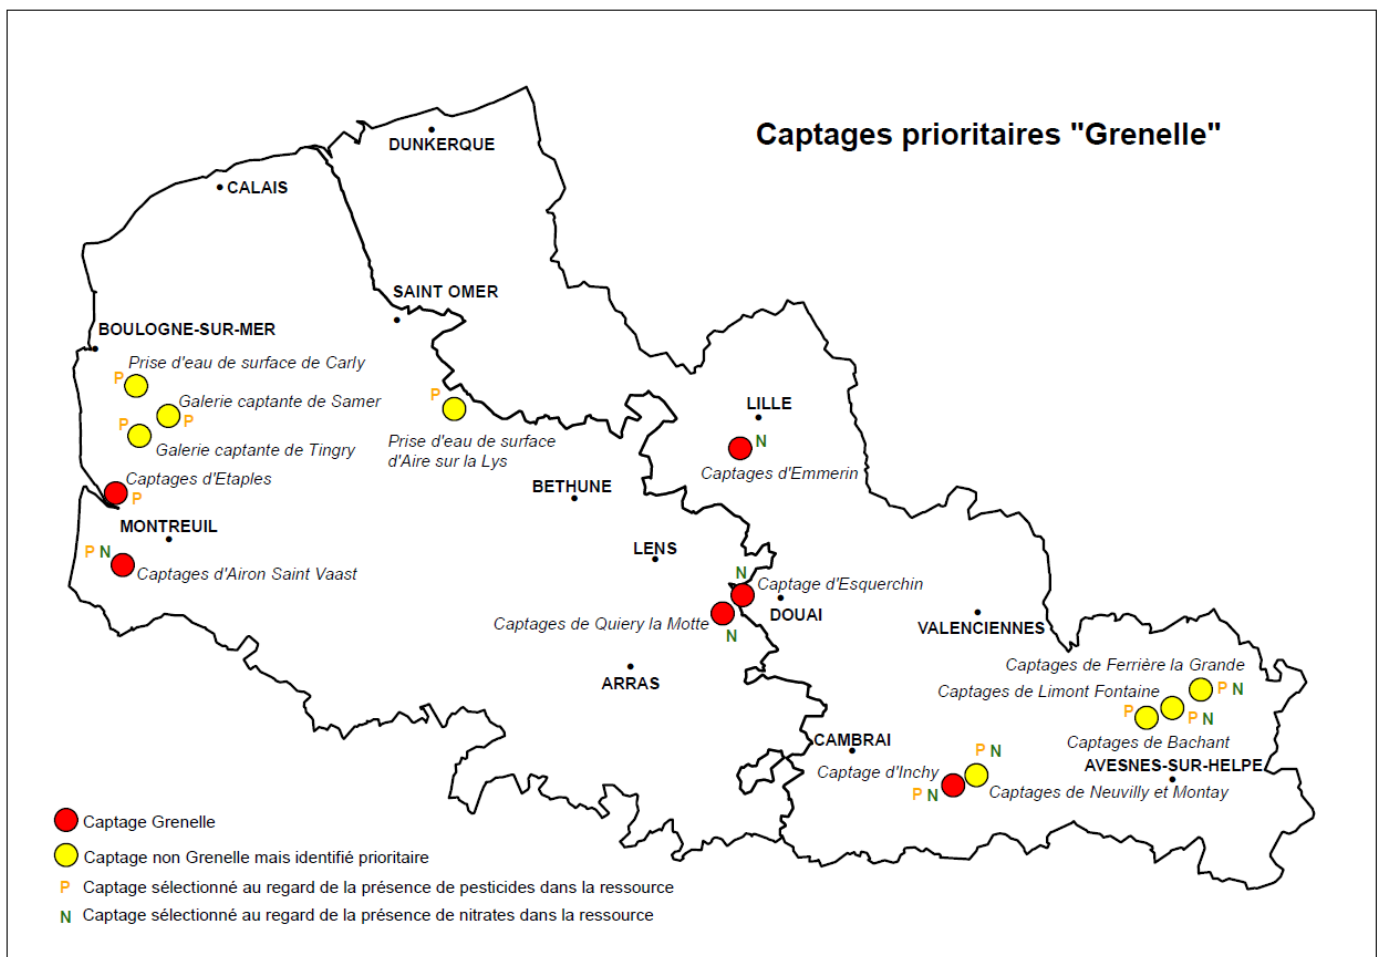 Captages prioritaires "Grenelle"
DUNKERQUE
CALAIS
SAINT OMER
BOULOGNE-SUR-MER
Prise d'eau de surface de Carly
P
Galerie captante de Samer
P
P
Galerie captante de Tingry
P
Prise d'eau de surface
d'Aire sur la Lys
LILLE
N
Captages d'Emmerin
Captages d'Etaples
P
BETHUNE
MONTREUIL
P N
Captages d'Airon Saint Vaast
LENS
N
Captage d'Esquerchin
DOUAI
Captages de Quiery la Motte
N
VALENCIENNES
ARRAS
Captages de Ferrière la Grande
P N
Captages de Limont Fontaine
P
P N
Captages de Bachant
CAMBRAI
AVESNES-SUR-HELPE
P N
Captage d'Inchy
P N
Captages de Neuvilly et Montay
Captage Grenelle
Captage non Grenelle mais identifié prioritaire
P Captage sélectionné au regard de la présence de pesticides dans la ressource
N Captage sélectionné au regard de la présence de nitrates dans la ressource